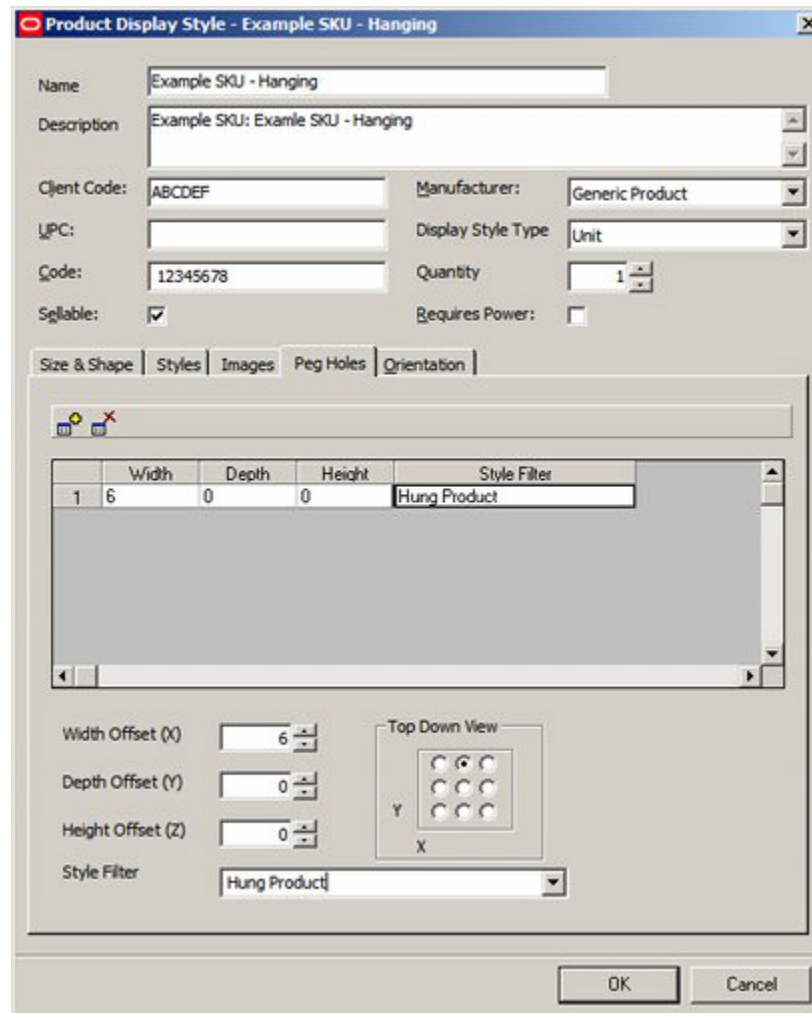 Product Display Style - Example SKU - Hanging
Name Example SKU - Hanging
Description Example SKU: Examle SKU - Hanging
Client Code: ABCDEF Manufacturer: Generic Product
UPC: Display Style Type Unit
Code: 12345678 Quantity 1
Sellable: Requires Power:
Size & Shape Styles Images Peg Holes Orientation
Width Depth Height Style Filter
1 6 0 0 Hung Product
Width Offset (X) 6 Top Down View
Depth Offset (Y) 0
Y
Height Offset (Z) 0
X
Style Filter Hung Product
OK Cancel